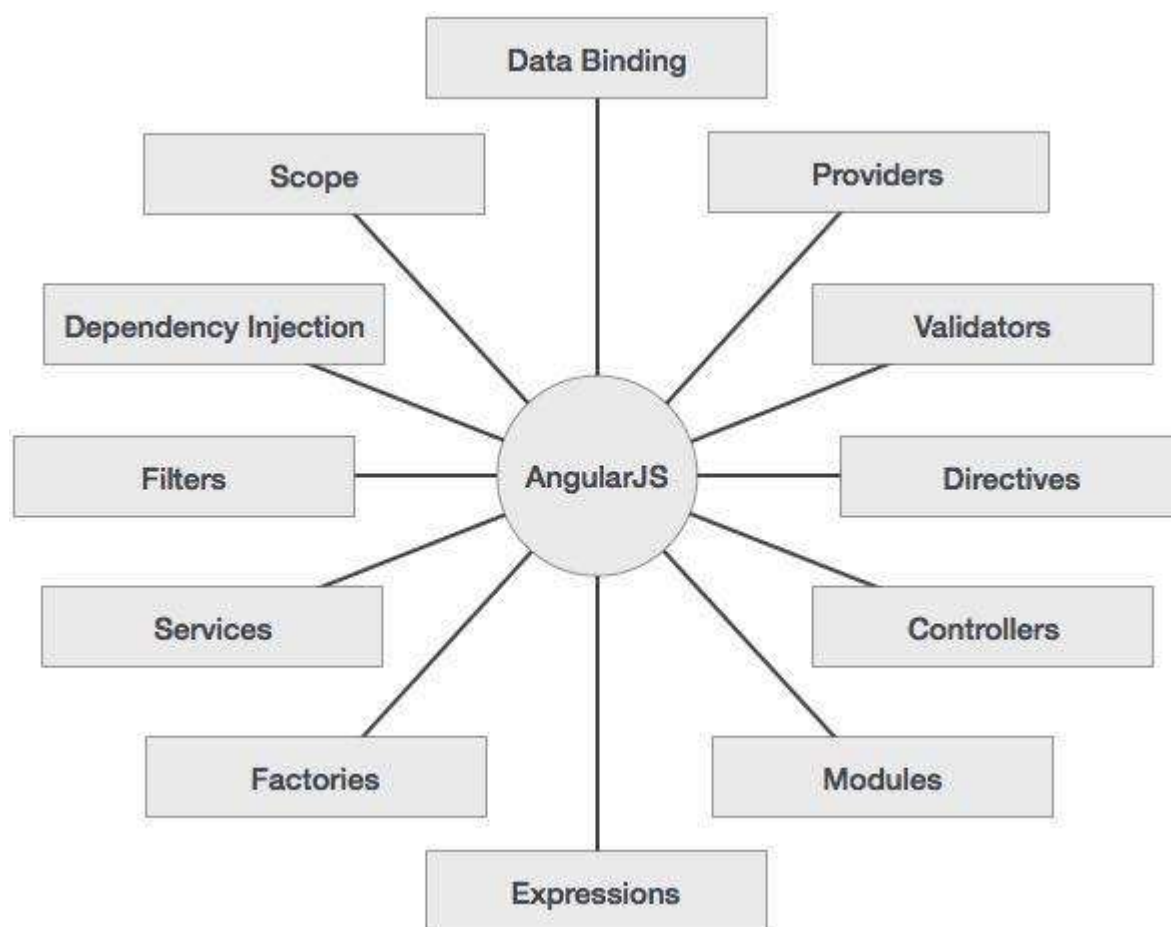 Data Binding
Scope
Providers
Dependency Injection
Validators
Filters
AngularJS
Directives
Services
Controllers
Factories
Modules
Expressions